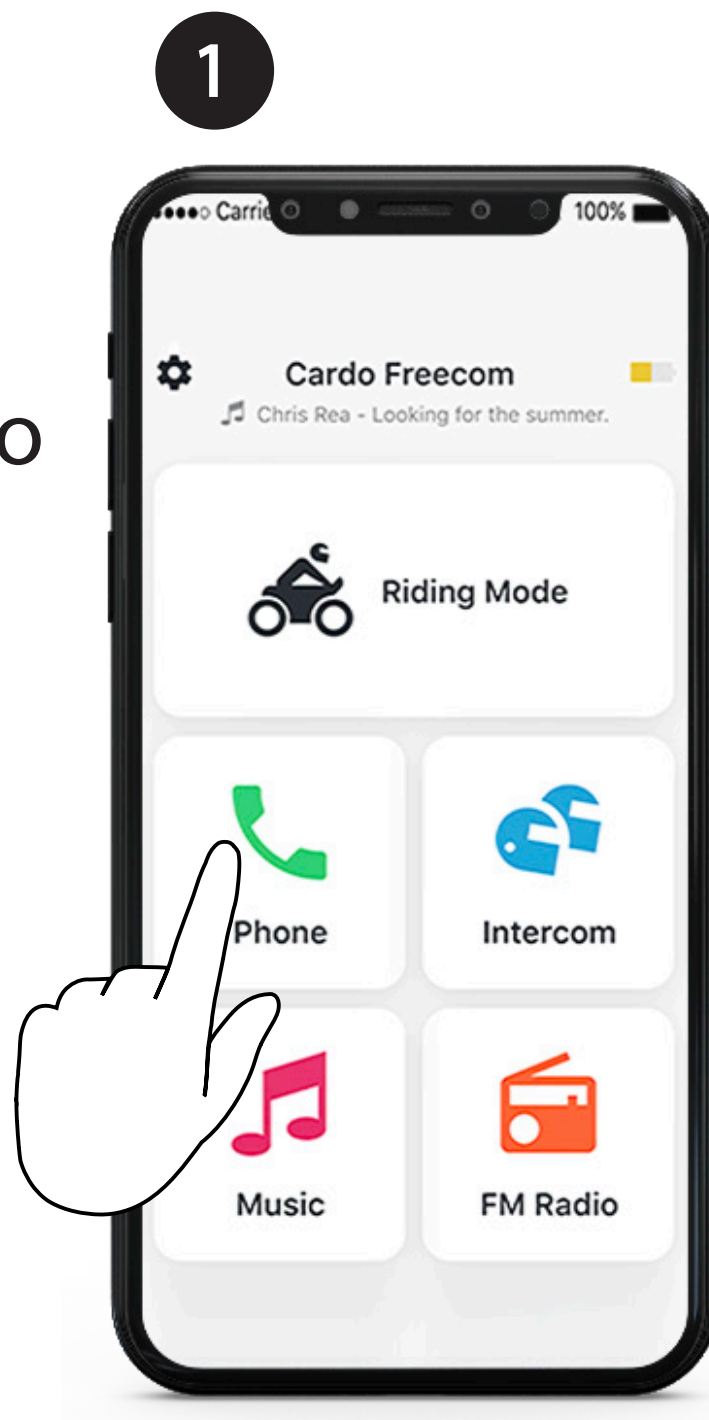 1
Carrie 100%
Cardo Freecom
Chris Rea - Looking for the summer.
o
Riding Mode
Phone Intercom
Music FM Radio